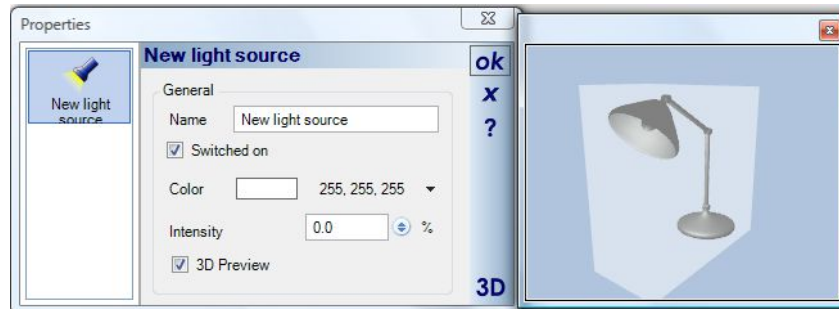 Properties
New light
source
New light source
ok
x
?
General
Name New light source
Switched on
Color 255, 255, 255
Intensity 0.0 %
3D Preview
3D